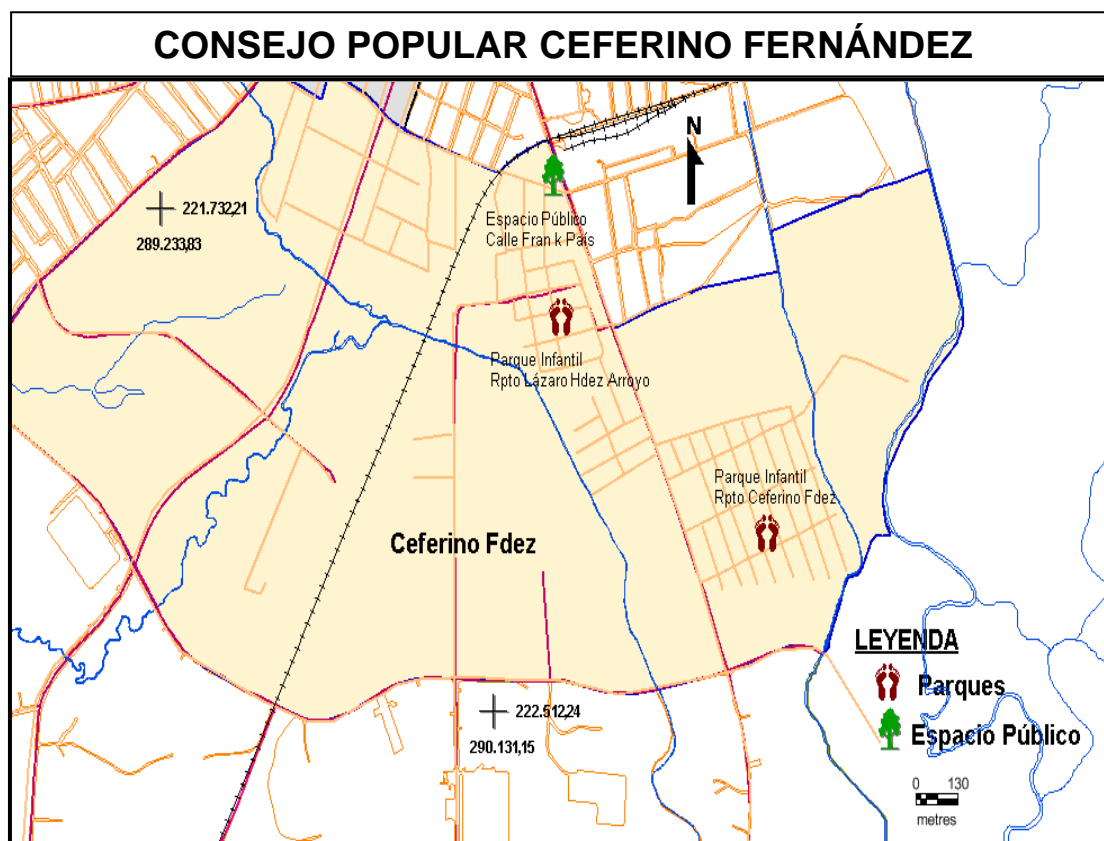 CONSEJO POPULAR CEFERINO FERNÁNDEZ
N
221.732,21
289.233,83
Espacio Público
Calle Fran k País
Parque Infantil
Rpto Lázaro Hdez Arroyo
Parque Infantil
Rpto Ceferino Fdez
Ceferino Fdez
222.512,24
290.131,15
LEYENDA
Parques
Espacio Público
0 130
metres